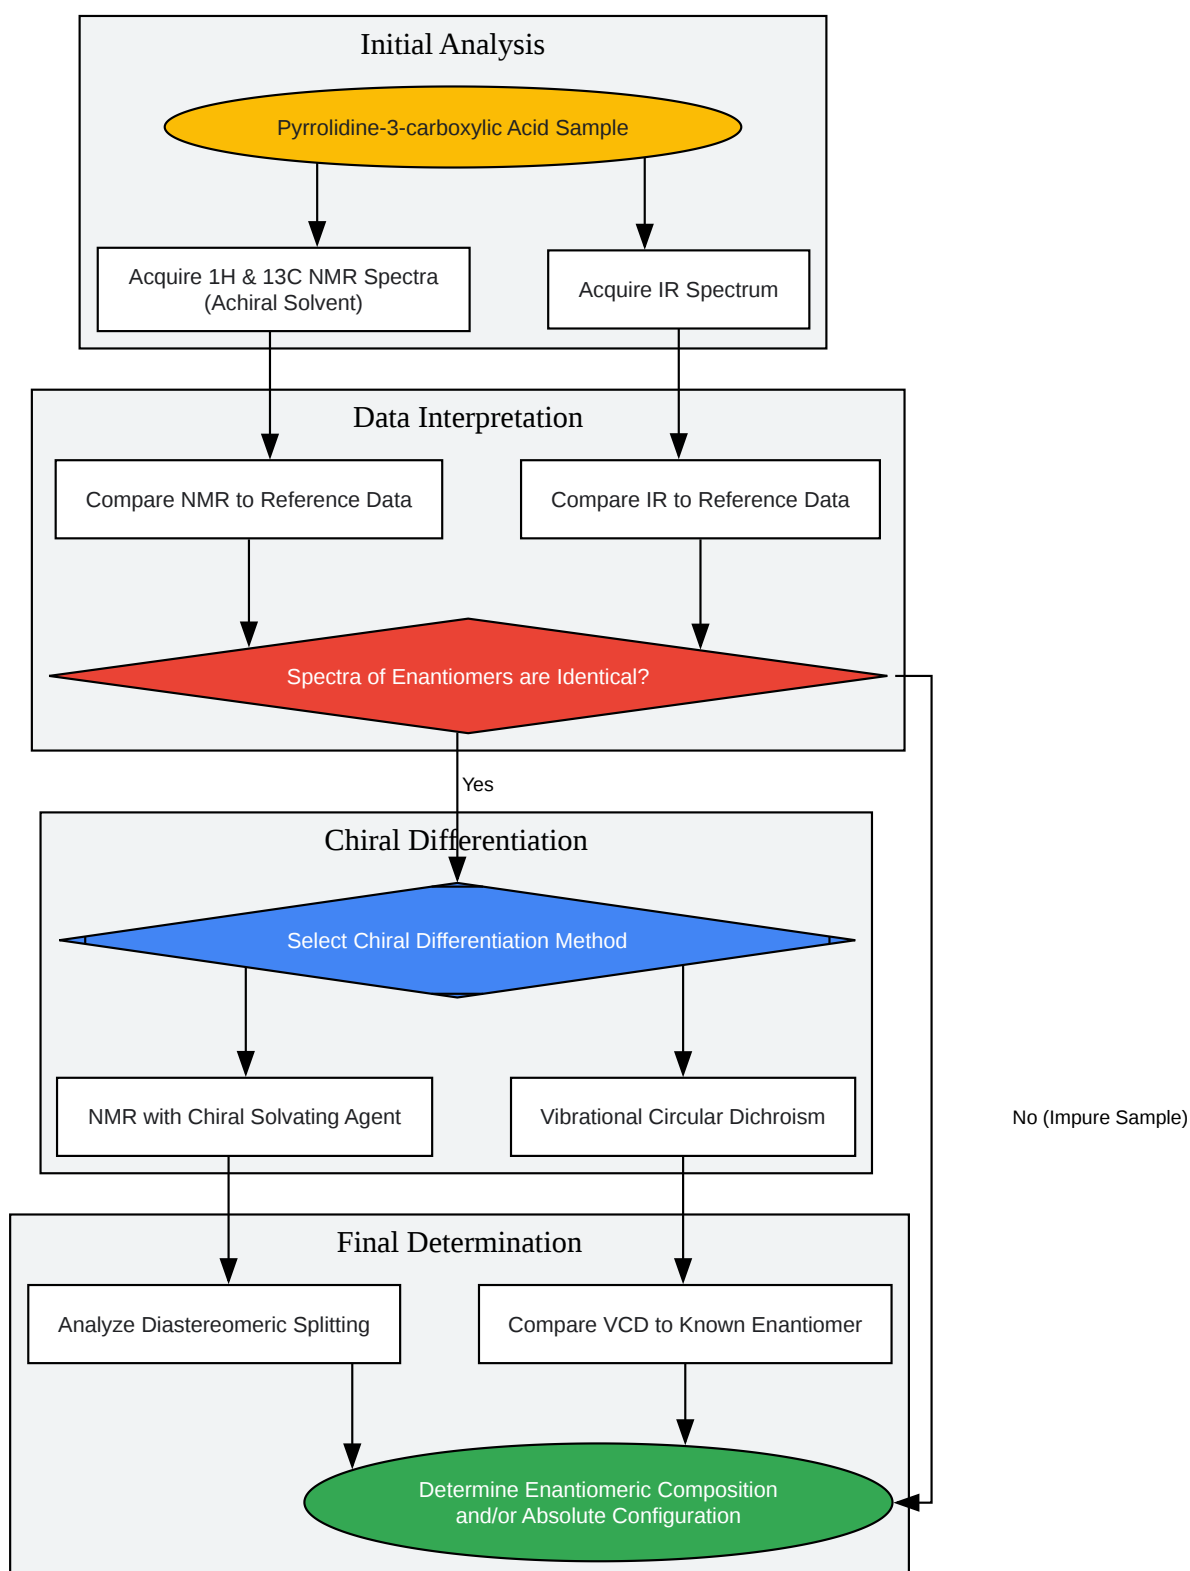 Initial Analysis
Pyrrolidine-3-carboxylic Acid Sample
Acquire 1H & 13C NMR Spectra
(Achiral Solvent)
Acquire IR Spectrum
Data Interpretation
Compare NMR to Reference Data
Compare IR to Reference Data
Spectra of Enantiomers are Identical?
Yes
Chiral Differentiation
Select Chiral Differentiation Method
NMR with Chiral Solvating Agent
Vibrational Circular Dichroism
No (Impure Sample)
Final Determination
Analyze Diastereomeric Splitting
Compare VCD to Known Enantiomer
Determine Enantiomeric Composition
and/or Absolute Configuration